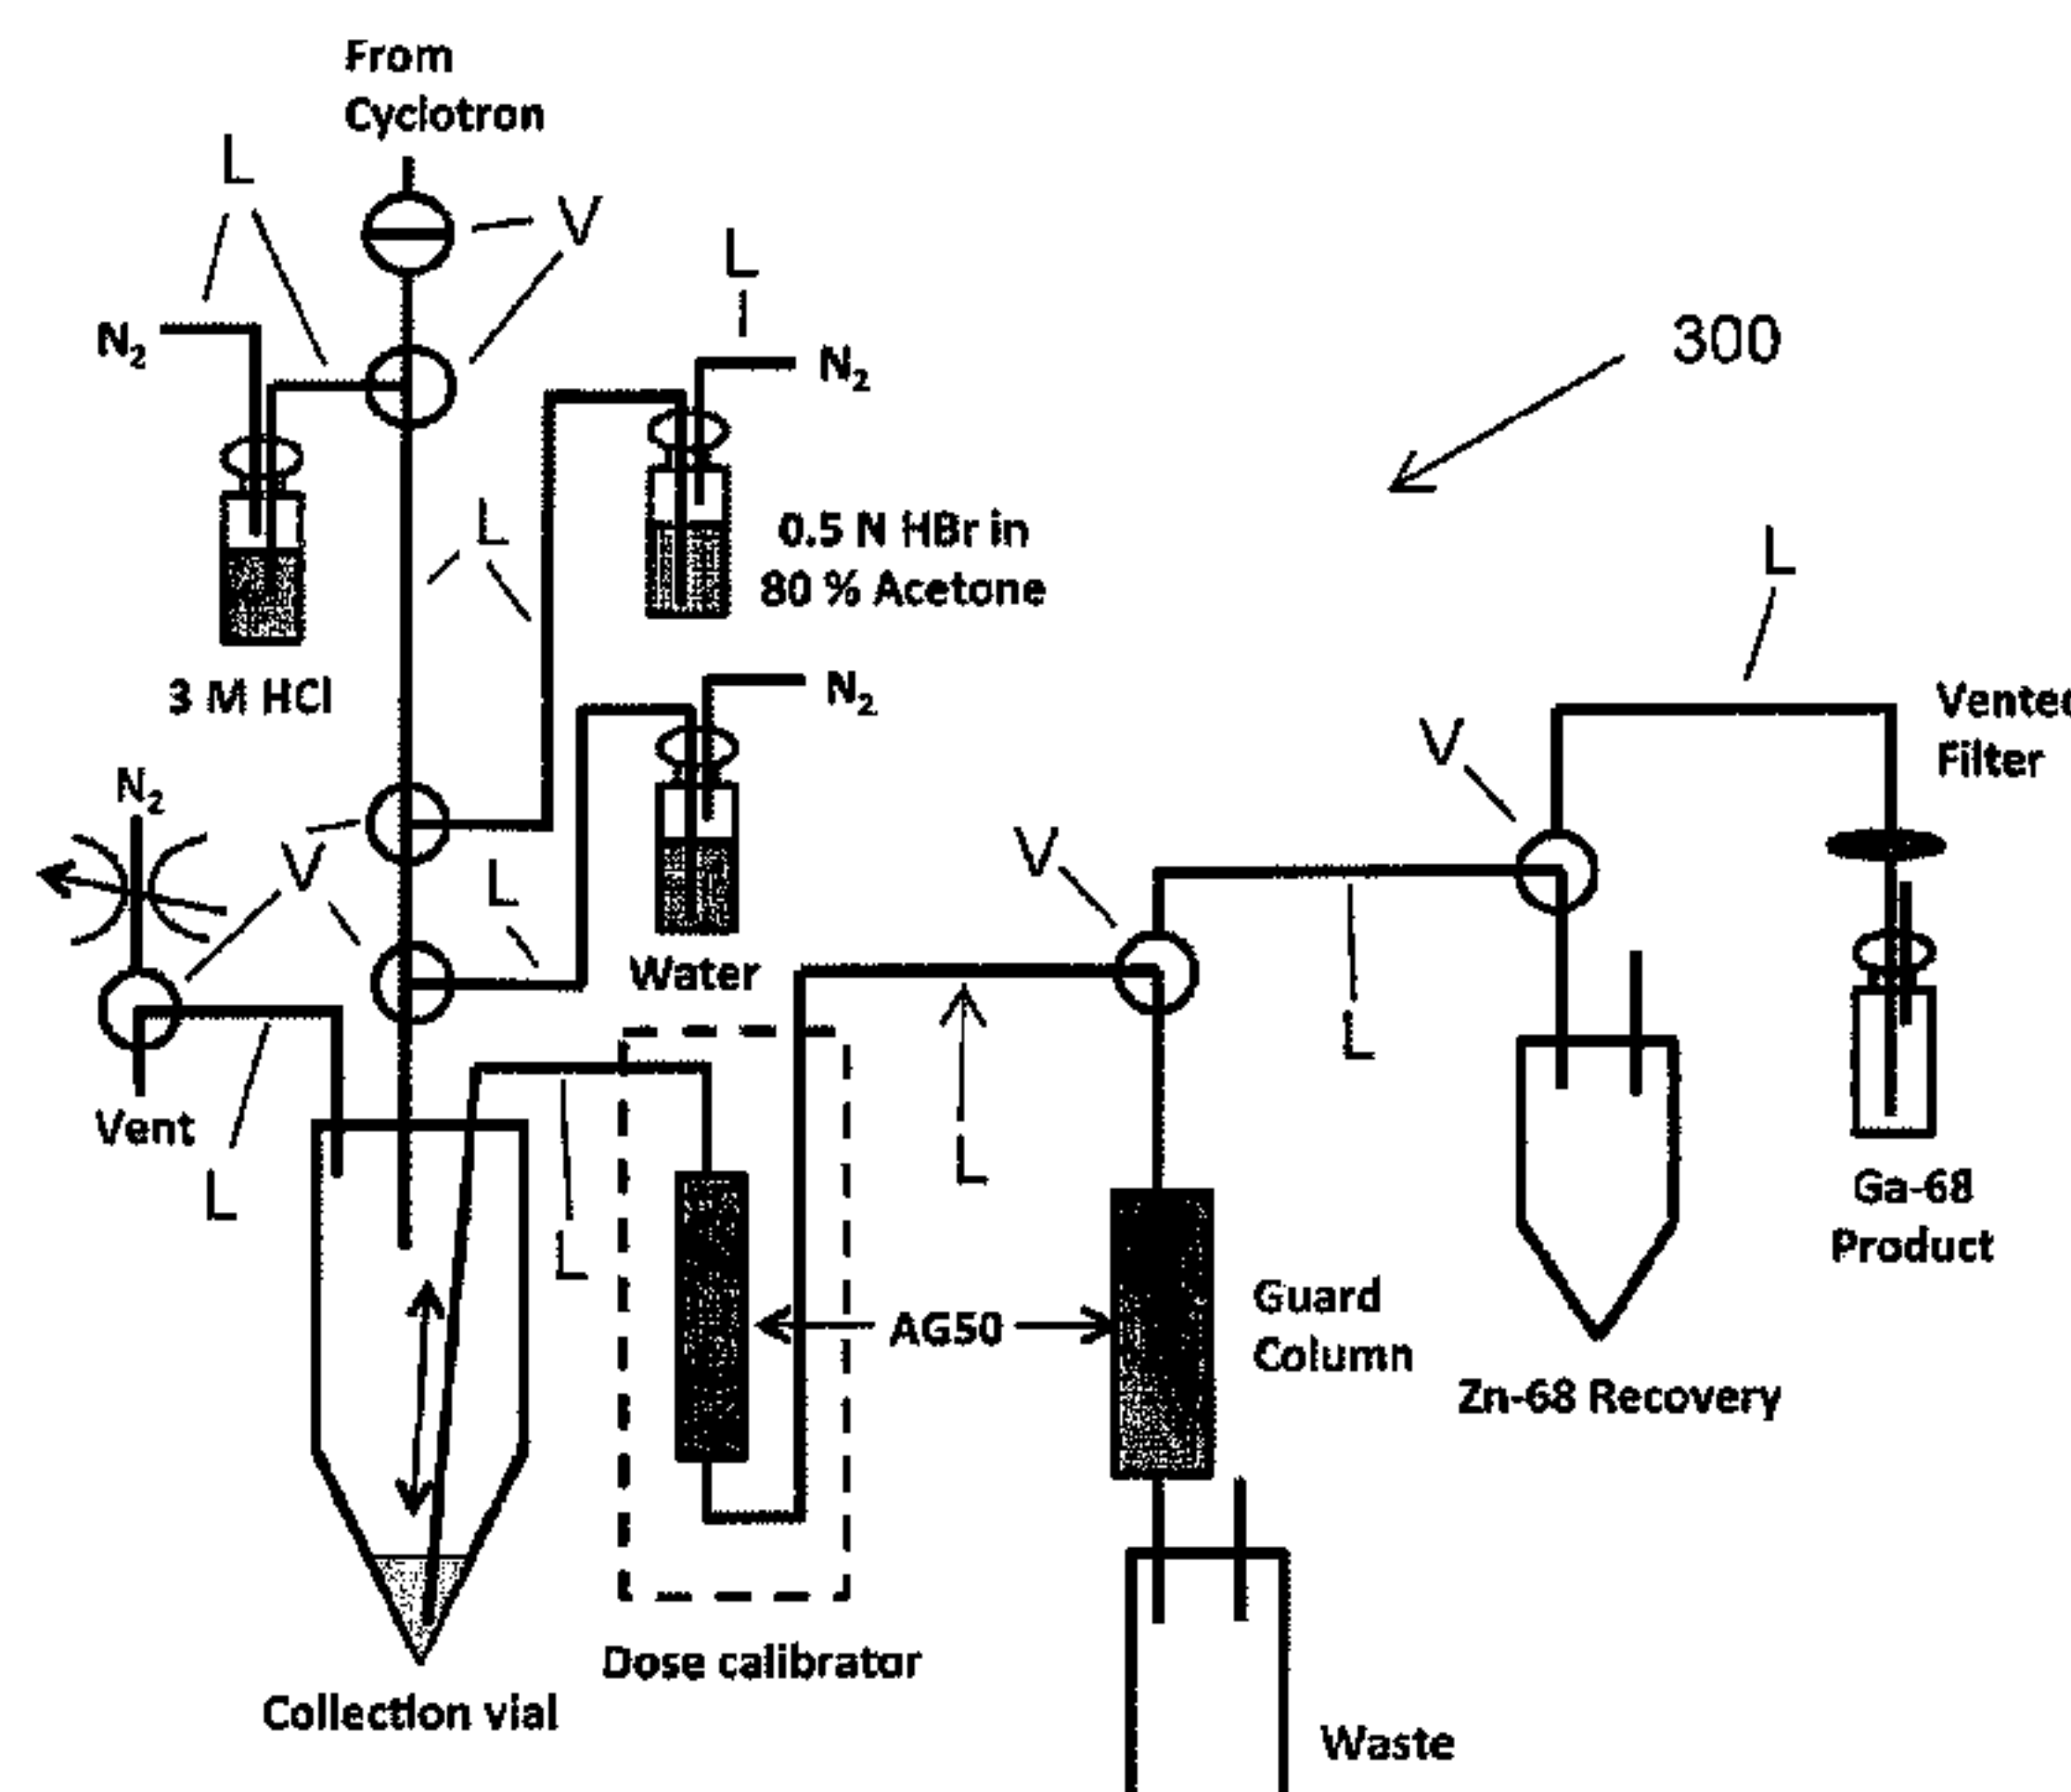 From
Cyclotron
L
V
L
N2
N2
300
L
0.5 N HBr in
80 % Acetone
L
3 M HCl
N2
V
Vented
Filter
N2
V
V
L
Water
L
Vent
L
L
L
Ga-68
Product
AG50
Guard
Column
Zn-68 Recovery
Dose calibrator
Collection vial
Waste